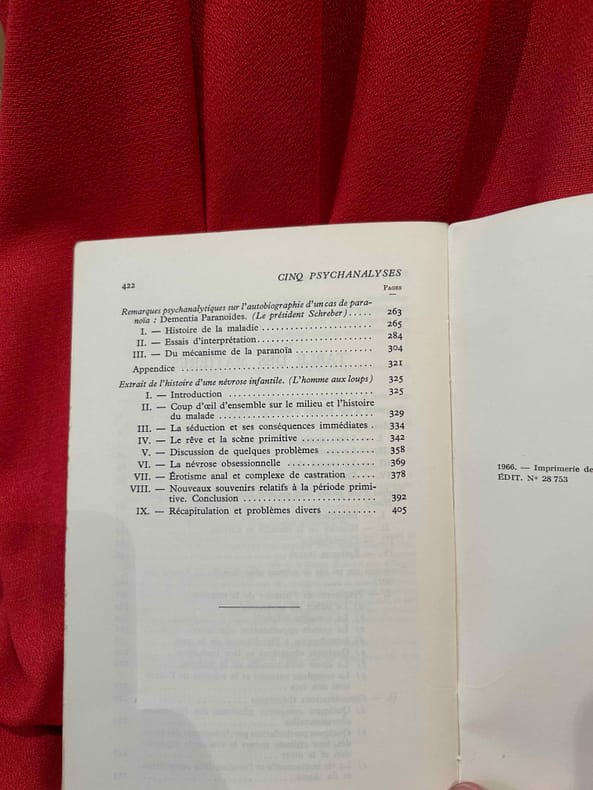 422
CINQ PSYCHANALYSES
PAGES
Remarques psychanalytiques sur l'autobiographie d'un cas de para-
noïa : Dementia Paranoides. (Le président Schreber)..... 263
I. — Histoire de la maladie .................... 265
II. — Essais d'interprétation.................... 284
III. — Du mécanisme de la paranoïa .............. 304
Appendice .................................... 321
Extrait de l'histoire d'une névrose infantile. (L'homme aux loups) 325
I. — Introduction .......................... 325
II. — Coup d'œil d'ensemble sur le milieu et l'histoire
du malade .......................... 329
III. — La séduction et ses conséquences immédiates . 334
IV. — Le rêve et la scène primitive .............. 342
V. — Discussion de quelques problèmes .......... 358
VI. — La névrose obsessionnelle ................ 369
VII. — Érotisme anal et complexe de castration ...... 378
VIII. — Nouveaux souvenirs relatifs à la période primi-
tive. Conclusion ........................ 392
IX. — Récapitulation et problèmes divers .......... 405
1966. — Imprimerie de
ÉDIT. N° 28 753